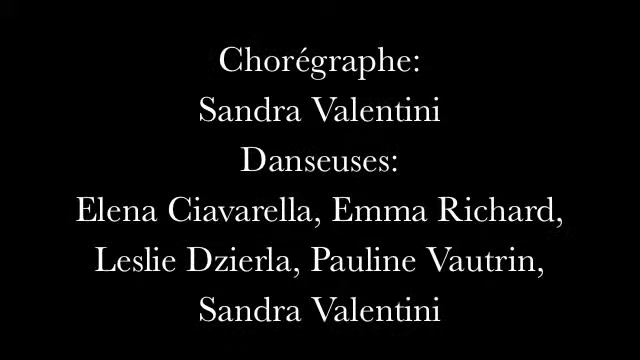 Chorégraphe:
Sandra Valentini
Danseuses:
Elena Ciavarella, Emma Richard,
Leslie Dzierla, Pauline Vautrin,
Sandra Valentini